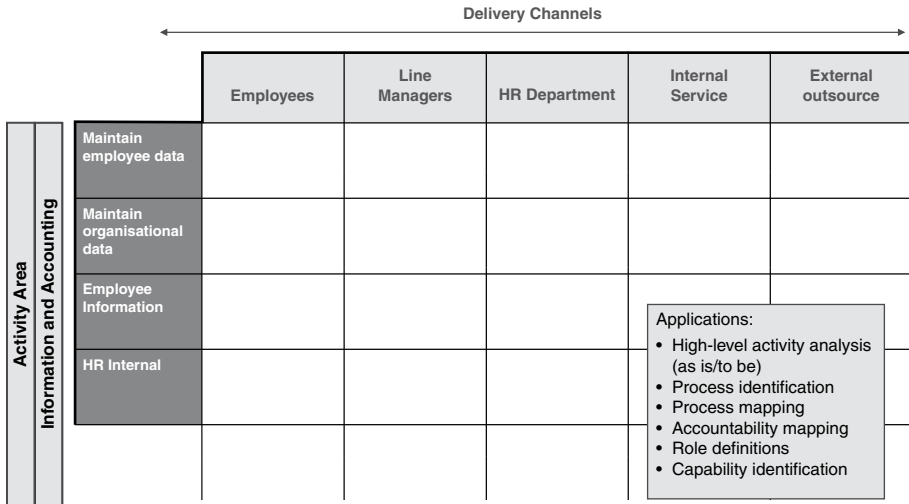 Delivery Channels
Employees
Line
Managers
HR Department
Internal
Service
External
outsource
Activity Area
Information and Accounting
Maintain
employee data
Maintain
organisational
data
Employee
Information
HR Internal
Applications:
• High-level activity analysis
(as is/to be)
• Process identification
• Process mapping
• Accountability mapping
• Role definitions
• Capability identification